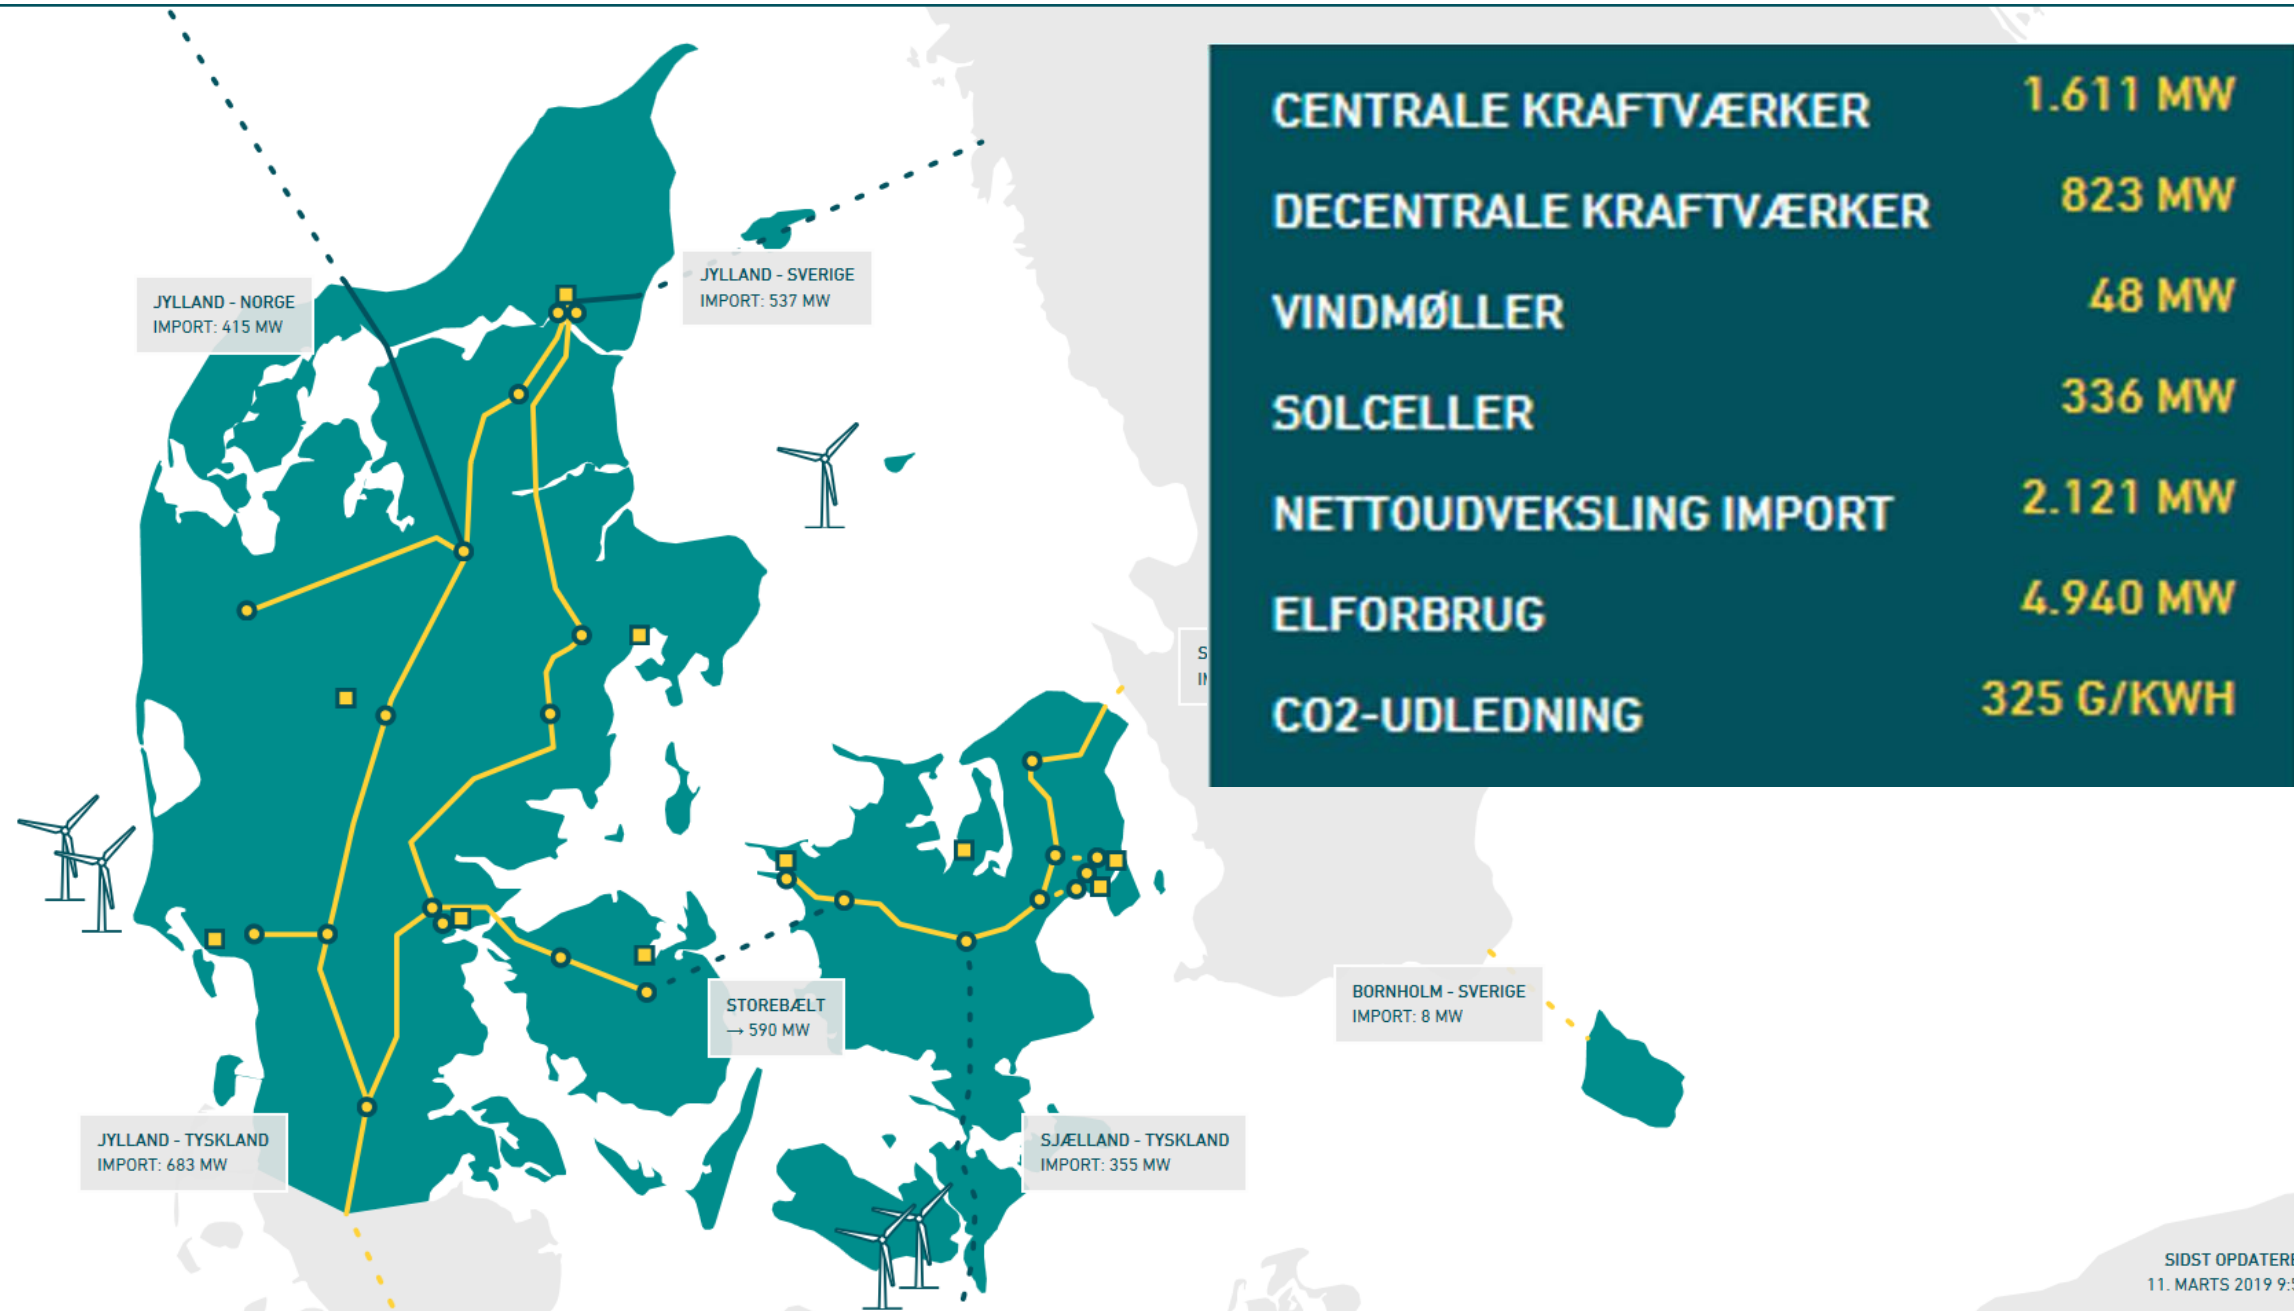 CENTRALE KRAFTVÆRKER 1.611 MW
DECENTRALE KRAFTVÆRKER 823 MW
VINDMØLLER 48 MW
SOLCELLER 336 MW
NETTOUDVEKSLING IMPORT 2.121 MW
ELFORBRUG 4.940 MW
CO2-UDLEDNING 325 G/KWH
JYLLAND - NORGE
IMPORT: 415 MW
JYLLAND - SVERIGE
IMPORT: 537 MW
STOREBÆLT
→ 590 MW
BORNHOLM - SVERIGE
IMPORT: 8 MW
JYLLAND - TYSKLAND
IMPORT: 683 MW
SJÆLLAND - TYSKLAND
IMPORT: 355 MW
SIDST
11. MARTS 2019